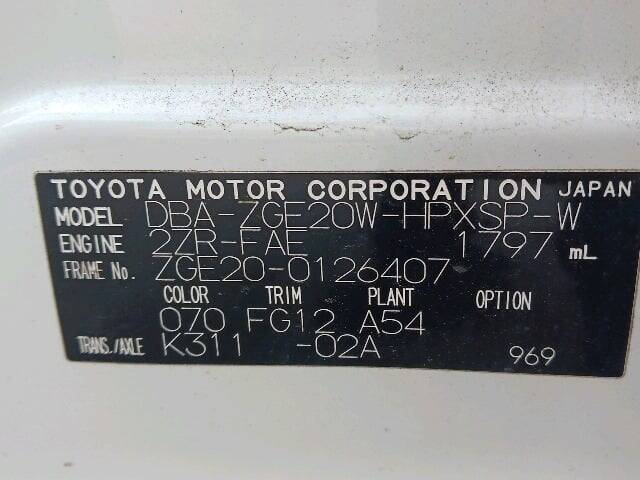 TOYOTA MOTOR CORPORATION JAPAN
MODEL DBA-ZGE20W-HPXSP-W
ENGINE 2ZR-FAE 1797 mL
FRAME No. ZGE20-0126407
COLOR TRIM PLANT OPTION
070 FG12 A54
TRANS./AXLE K311 -02A 969